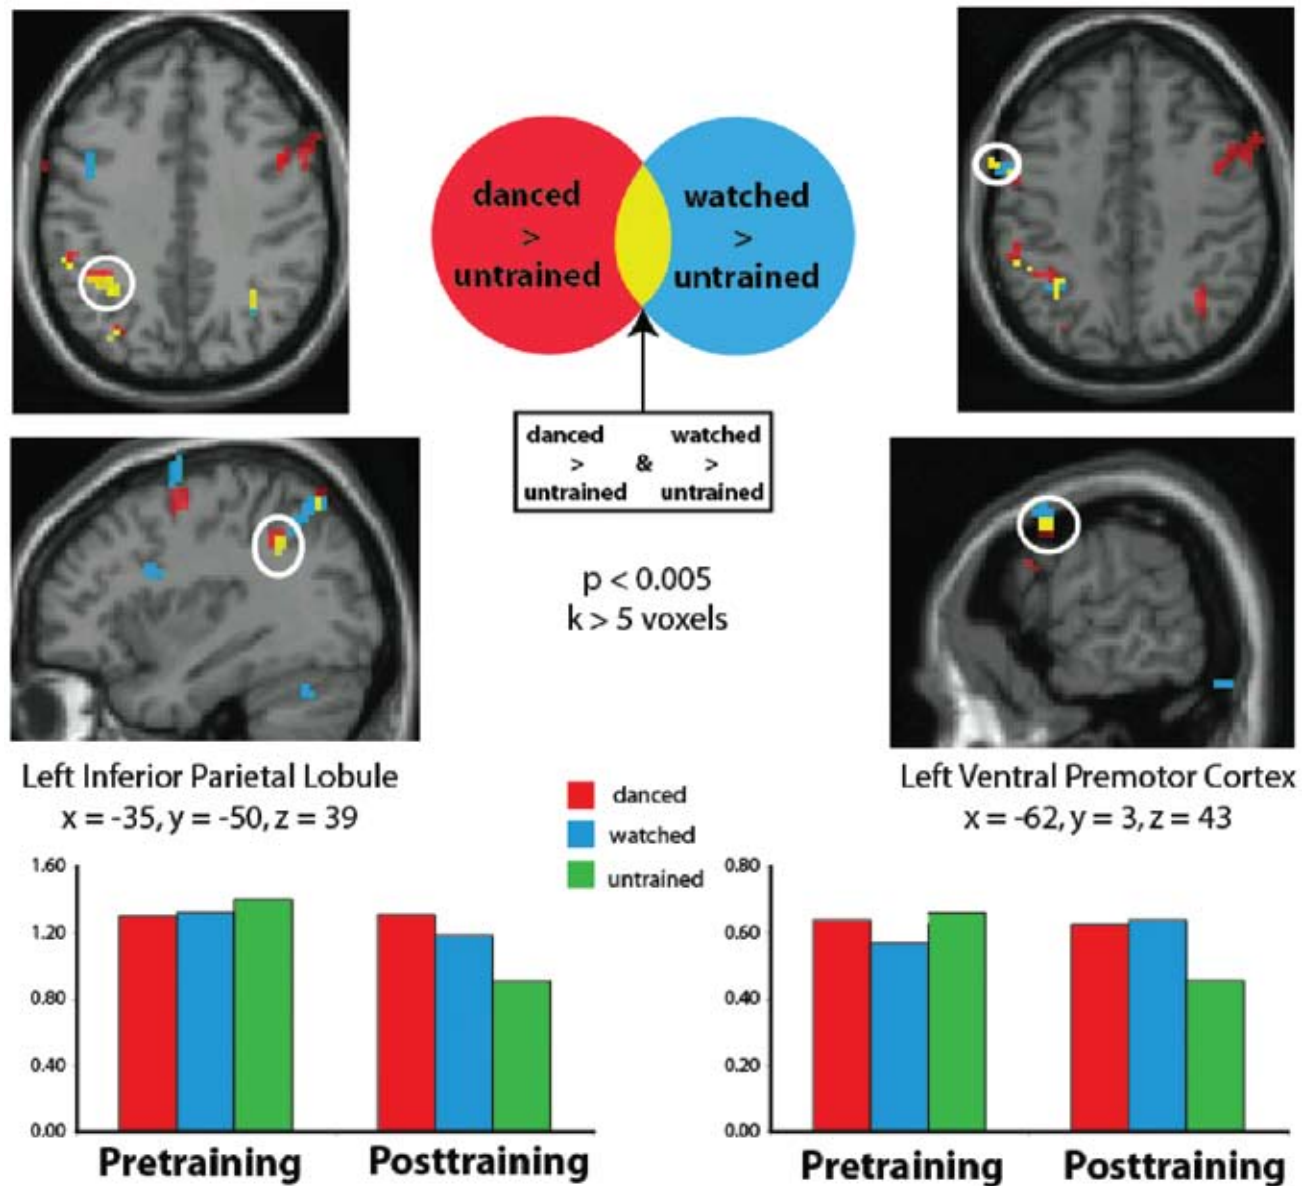 danced
>
untrained
watched
>
untrained
danced
>
untrained
&
watched
>
untrained
p < 0.005
k > 5 voxels
Left Inferior Parietal Lobule
x = -35, y = -50, z = 39
Left Ventral Premotor Cortex
x = -62, y = 3, z = 43
danced
watched
untrained
1.60
1.20
0.80
0.40
0.00
Pretraining
Posttraining
0.80
0.60
0.40
0.20
0.00
Pretraining
Posttraining